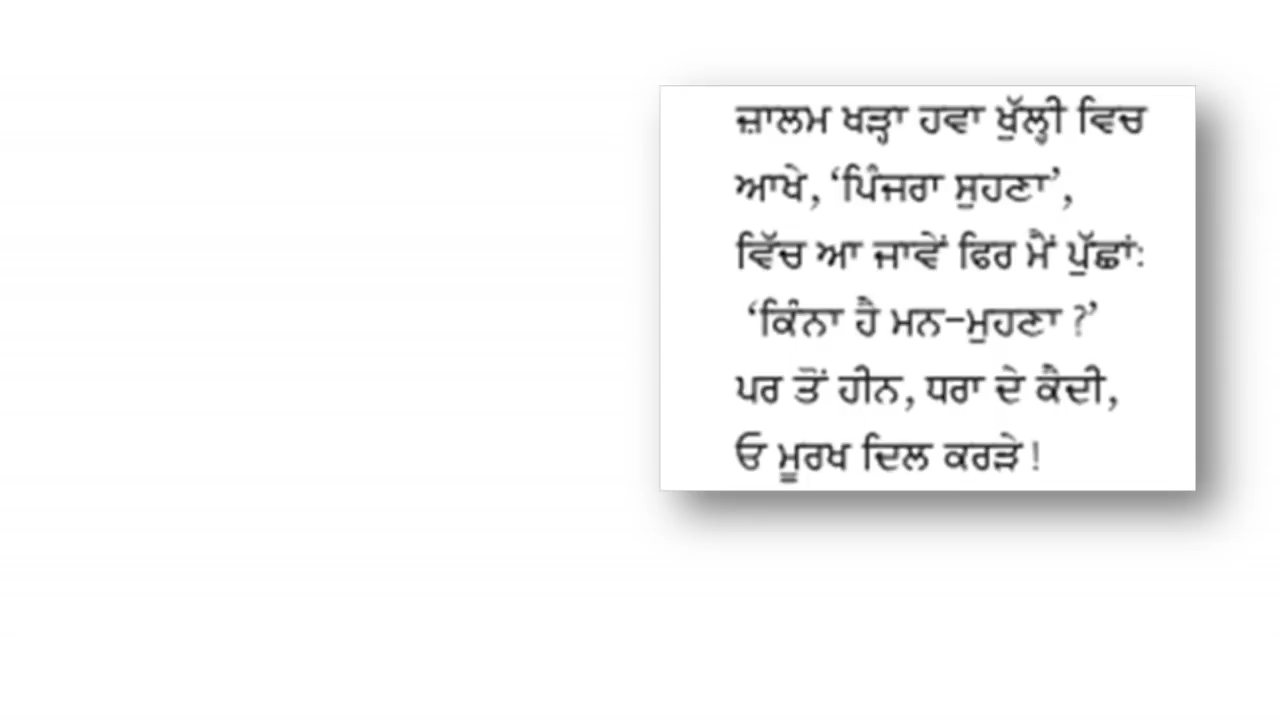 ਜ਼ਾਲਮ ਖੜ੍ਹਾ ਹਵਾ ਖੁੱਲ੍ਹੀ ਵਿਚ
ਆਖੇ, ‘ਪਿੰਜਰਾ ਸੁਹਣਾ’,
ਵਿੱਚ ਆ ਜਾਵੇਂ ਫਿਰ ਮੈਂ ਪੁੱਛਾਂ:
‘ਕਿੰਨਾ ਹੈ ਮਨ-ਮੁਹਣਾ ?’
ਪਰ ਤੋਂ ਹੀਨ, ਧਰਾ ਦੇ ਕੈਦੀ,
ਓ ਮੂਰਖ ਦਿਲ ਕਰੜੇ !